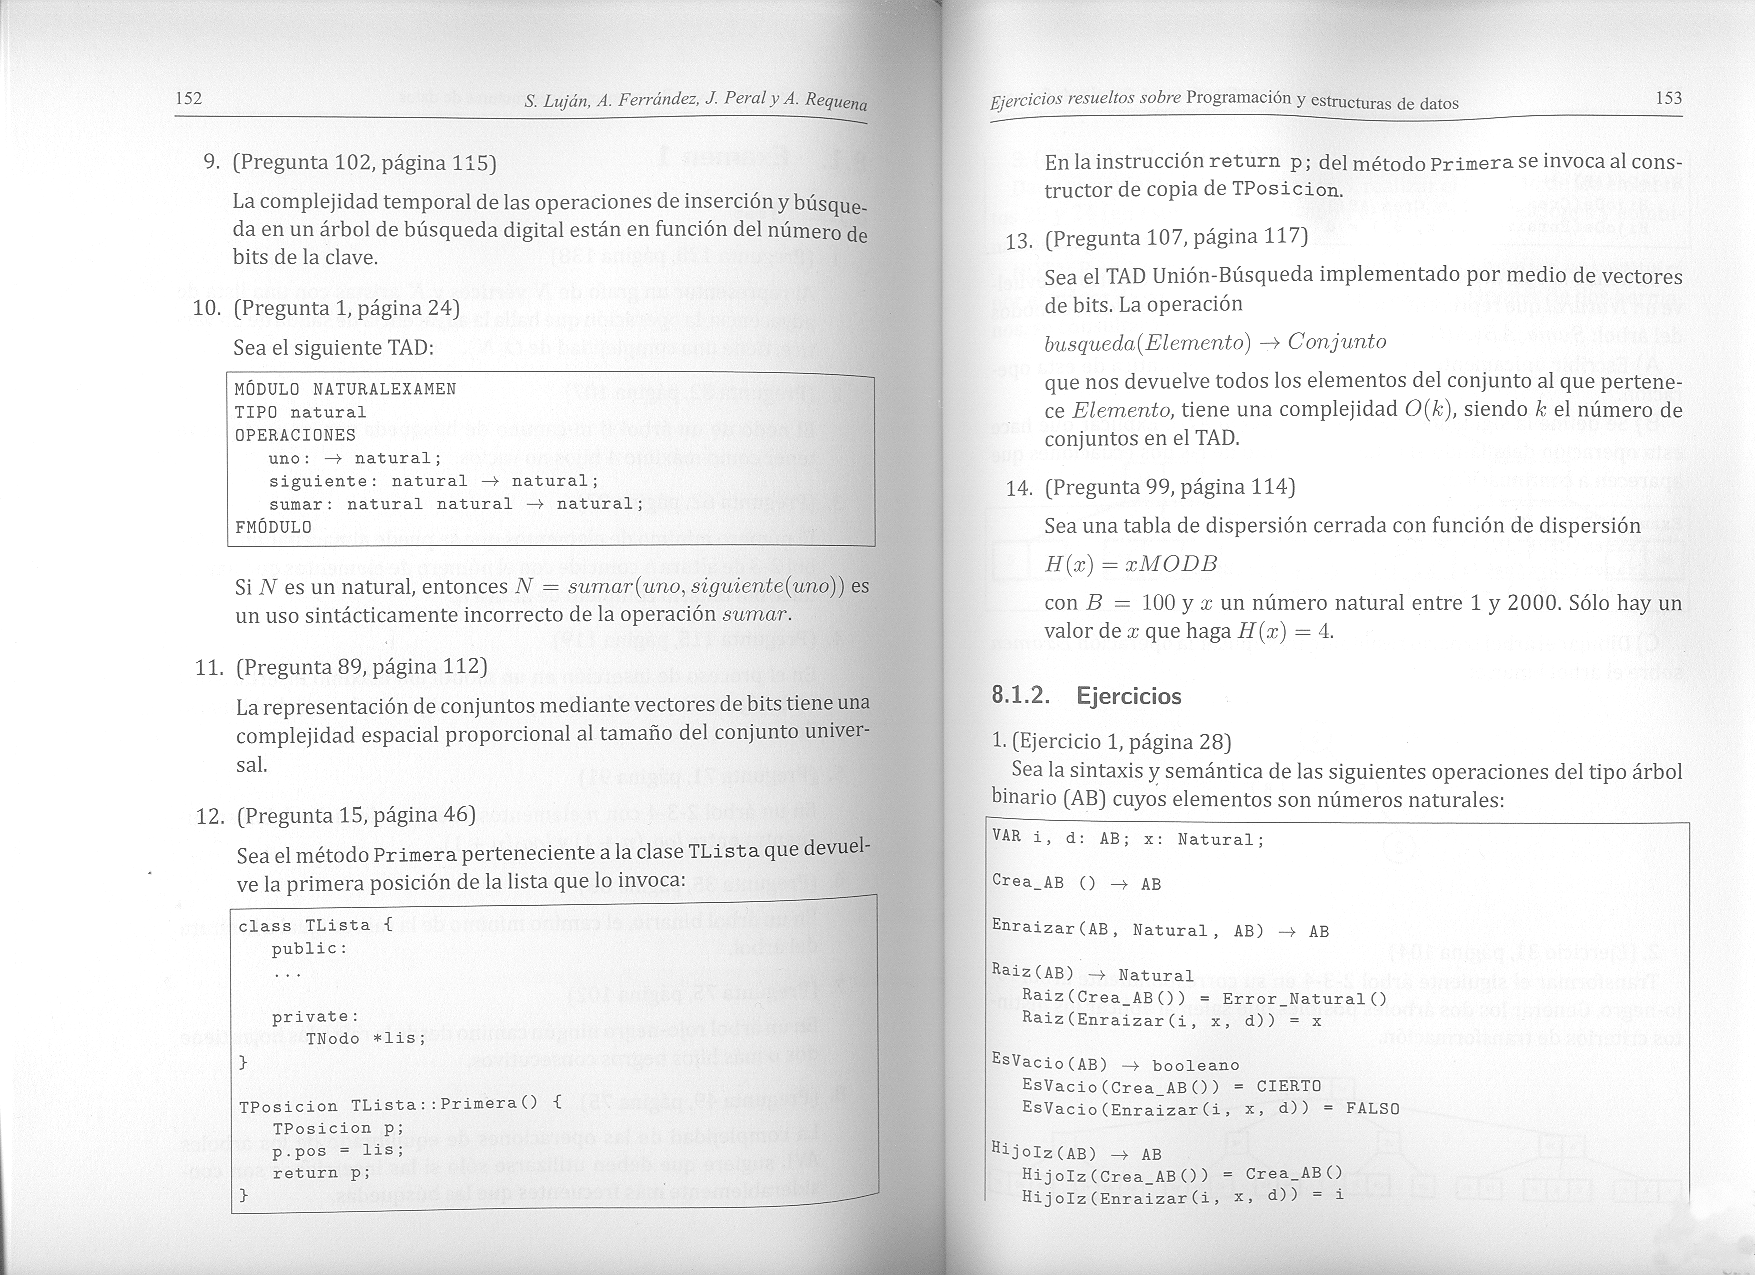 152
S. Luján, A. Ferrández, J. Peral y A. Requena
9. (Pregunta 102, página 115)
La complejidad temporal de las operaciones de inserción y búsque-
da en un árbol de búsqueda digital están en función del número de
bits de la clave.
10. (Pregunta 1, página 24)
Sea el siguiente TAD:
MÓDULO NATURALEXAMEN
TIPO natural
OPERACIONES
uno: → natural;
siguiente: natural → natural;
sumar: natural natural → natural;
FMÓDULO
Si N es un natural, entonces N = sumar(uno, siguiente(uno)) es
un uso sintácticamente incorrecto de la operación sumar.
11. (Pregunta 89, página 112)
La representación de conjuntos mediante vectores de bits tiene una
complejidad espacial proporcional al tamaño del conjunto univer-
sal.
12. (Pregunta 15, página 46)
Sea el método Primera perteneciente a la clase TLista que devuel-
ve la primera posición de la lista que lo invoca:
class TLista {
public:
...
private:
TNodo *lis;
}
TPosicion TLista::Primera() {
TPosicion p;
p.pos = lis;
return p;
}
Ejercicios resueltos sobre Programación y estructuras de datos
153
En la instrucción return p; del método Primera se invoca al cons-
tructor de copia de TPosicion.
13. (Pregunta 107, página 117)
Sea el TAD Unión-Búsqueda implementado por medio de vectores
de bits. La operación
busqueda(Elemento) → Conjunto
que nos devuelve todos los elementos del conjunto al que pertene-
ce Elemento, tiene una complejidad O(k), siendo k el número de
conjuntos en el TAD.
14. (Pregunta 99, página 114)
Sea una tabla de dispersión cerrada con función de dispersión
H(x) = xMODB
con B = 100 y x un número natural entre 1 y 2000. Sólo hay un
valor de x que haga H(x) = 4.
8.1.2. Ejercicios
1. (Ejercicio 1, página 28)
Sea la sintaxis y semántica de las siguientes operaciones del tipo árbol
binario (AB) cuyos elementos son números naturales:
VAR i, d: AB; x: Natural;
Crea_AB () → AB
Enraizar(AB, Natural, AB) → AB
Raiz(AB) → Natural
Raiz(Crea_AB()) = Error_Natural()
Raiz(Enraizar(i, x, d)) = x
EsVacio(AB) → booleano
EsVacio(Crea_AB()) = CIERTO
EsVacio(Enraizar(i, x, d)) = FALSO
HijoIz(AB) → AB
HijoIz(Crea_AB()) = Crea_AB()
HijoIz(Enraizar(i, x, d)) = i